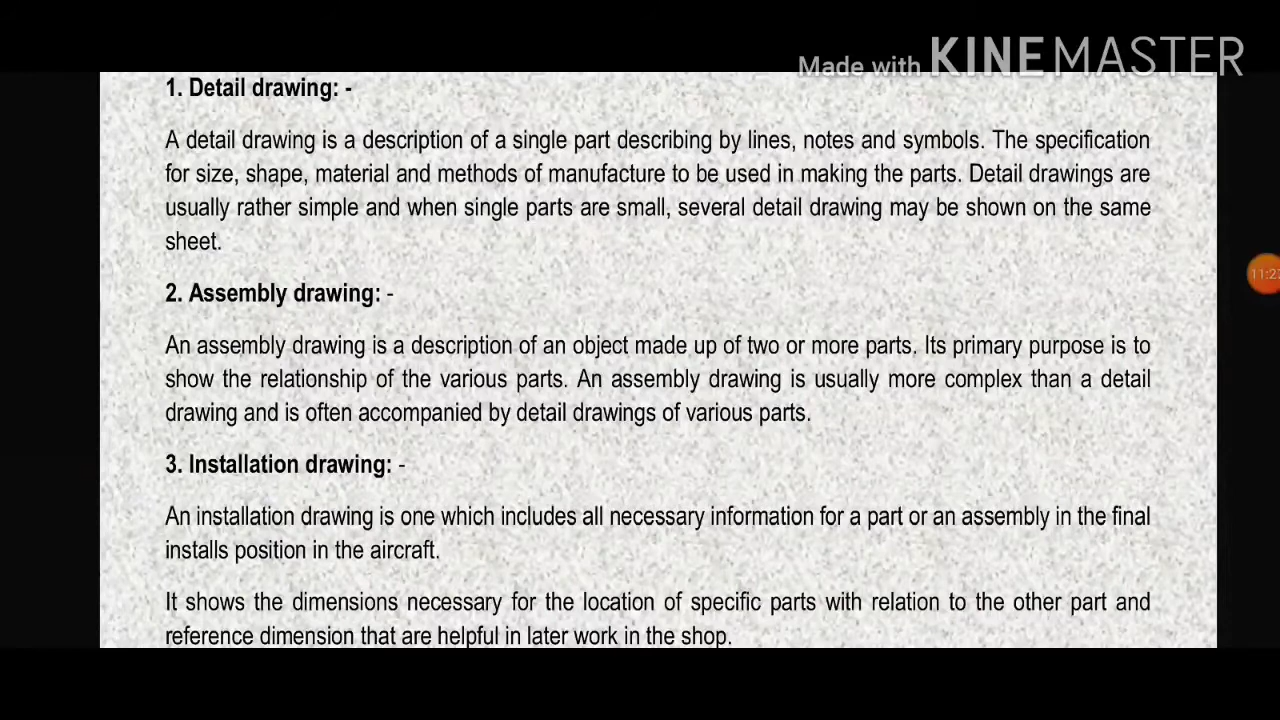 Made with KINEMASTER
1. Detail drawing: -
A detail drawing is a description of a single part describing by lines, notes and symbols. The specification
for size, shape, material and methods of manufacture to be used in making the parts. Detail drawings are
usually rather simple and when single parts are small, several detail drawing may be shown on the same
sheet.
2. Assembly drawing: -
An assembly drawing is a description of an object made up of two or more parts. Its primary purpose is to
show the relationship of the various parts. An assembly drawing is usually more complex than a detail
drawing and is often accompanied by detail drawings of various parts.
3. Installation drawing: -
An installation drawing is one which includes all necessary information for a part or an assembly in the final
installs position in the aircraft.
It shows the dimensions necessary for the location of specific parts with relation to the other part and
reference dimension that are helpful in later work in the shop.